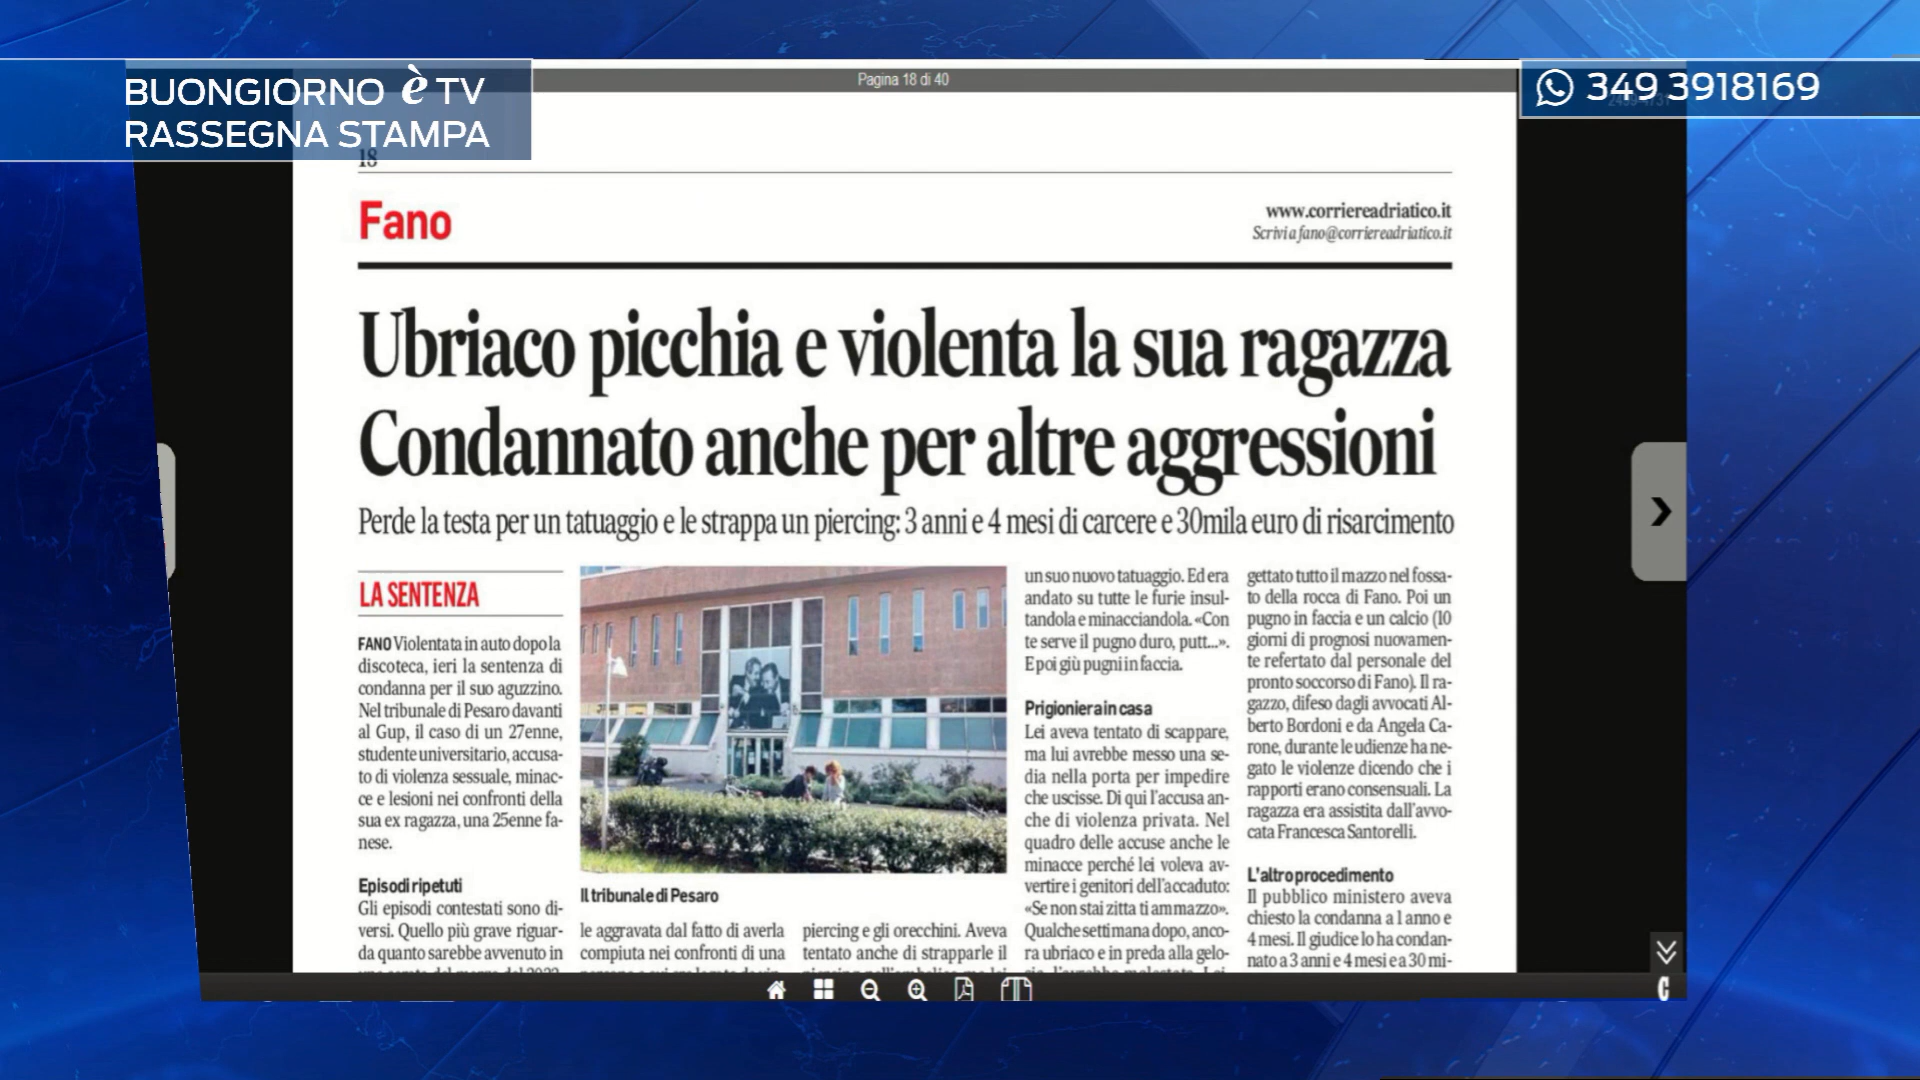 BUONGIORNO è TV
RASSEGNA STAMPA
Pagina 18 di 40
349 3918169
18
Fano
www.corriereadriatico.it
Scrivi a fano@corriereadriatico.it
Ubriaco picchia e violenta la sua ragazza
Condannato anche per altre aggressioni
Perde la testa per un tatuaggio e le strappa un piercing: 3 anni e 4 mesi di carcere e 30mila euro di risarcimento
LA SENTENZA
FANO Violentata in auto dopo la
discoteca, ieri la sentenza di
condanna per il suo aguzzino.
Nel tribunale di Pesaro davanti
al Gup, il caso di un 27enne,
studente universitario, accusa-
to di violenza sessuale, minac-
ce e lesioni nei confronti della
sua ex ragazza, una 25enne fa-
nese.
Episodi ripetuti
Gli episodi contestati sono di-
versi. Quello più grave riguar-
da quanto sarebbe avvenuto in
Il tribunale di Pesaro
le aggravata dal fatto di averla
compiuta nei confronti di una
piercing e gli orecchini. Aveva
tentato anche di strapparle il
un suo nuovo tatuaggio. Ed era
andato su tutte le furie insul-
tandola e minacciandola. «Con
te serve il pugno duro, putt...».
E poi giù pugni in faccia.
Prigioniera in casa
Lei aveva tentato di scappare,
ma lui avrebbe messo una se-
dia nella porta per impedire
che uscisse. Di qui l'accusa an-
che di violenza privata. Nel
quadro delle accuse anche le
minacce perché lei voleva av-
vertire i genitori dell'accaduto:
«Se non stai zitta ti ammazzo».
Qualche settimana dopo, anco-
ra ubriaco e in preda alla gelo-
gettato tutto il mazzo nel fossa-
to della rocca di Fano. Poi un
pugno in faccia e un calcio (10
giorni di prognosi nuovamen-
te refertato dal personale del
pronto soccorso di Fano). Il ra-
gazzo, difeso dagli avvocati Al-
berto Bordoni e da Angela Ca-
rone, durante le udienze ha ne-
gato le violenze dicendo che i
rapporti erano consensuali. La
ragazza era assistita dall'avvo-
cata Francesca Santorelli.
L'altro procedimento
Il pubblico ministero aveva
chiesto la condanna a 1 anno e
4 mesi. Il giudice lo ha condan-
nato a 3 anni e 4 mesi e a 30 mi-